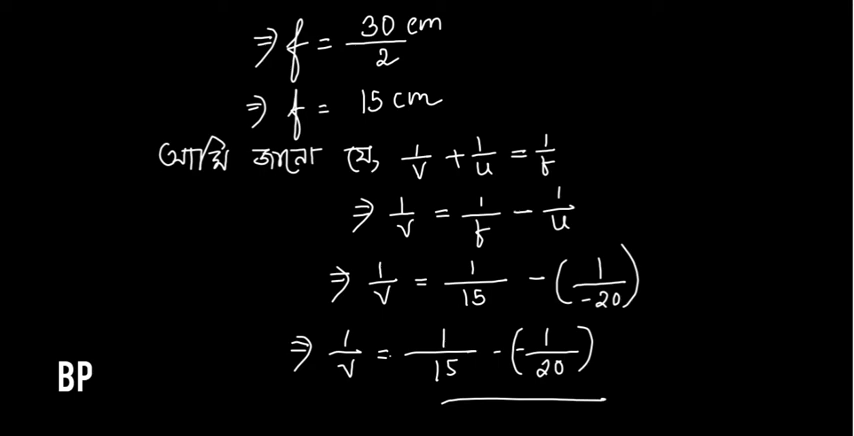 ⇒ f = 30 cm / 2
⇒ f = 15 cm
আমি জানো যে, 1/v + 1/u = 1/f
⇒ 1/v = 1/f - 1/u
⇒ 1/v = 1/15 - (1/-20)
⇒ 1/v = 1/15 - (-1/20)
BP